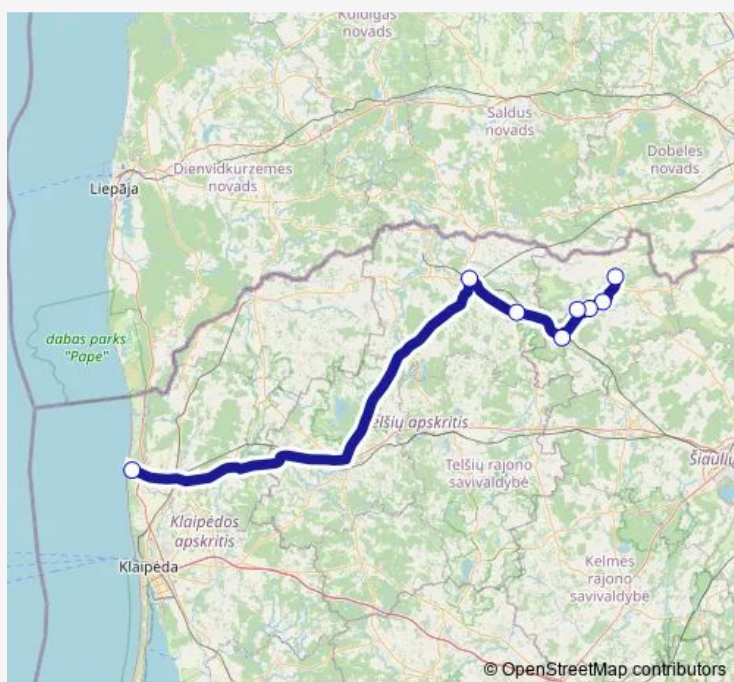 Kuldīgas
novads
Saldus
novads
Dobeles
novads
Dienvidkurzemes
novads
Liepāja
dabas parks
"Pape"
elšių apskritis
Šiaulių
Telšių rajono
savivaldybė
Klaipėdos
apskritis
Klaipėda
Kelmės
rajono
savivaldybė
© OpenStreetMap contributors